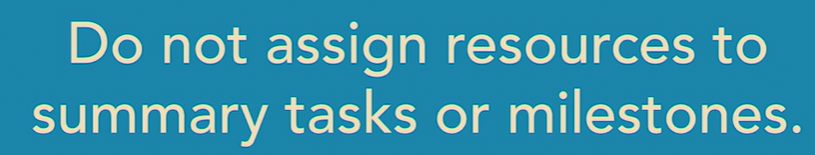 Do not assign resources to
summary tasks or milestones.